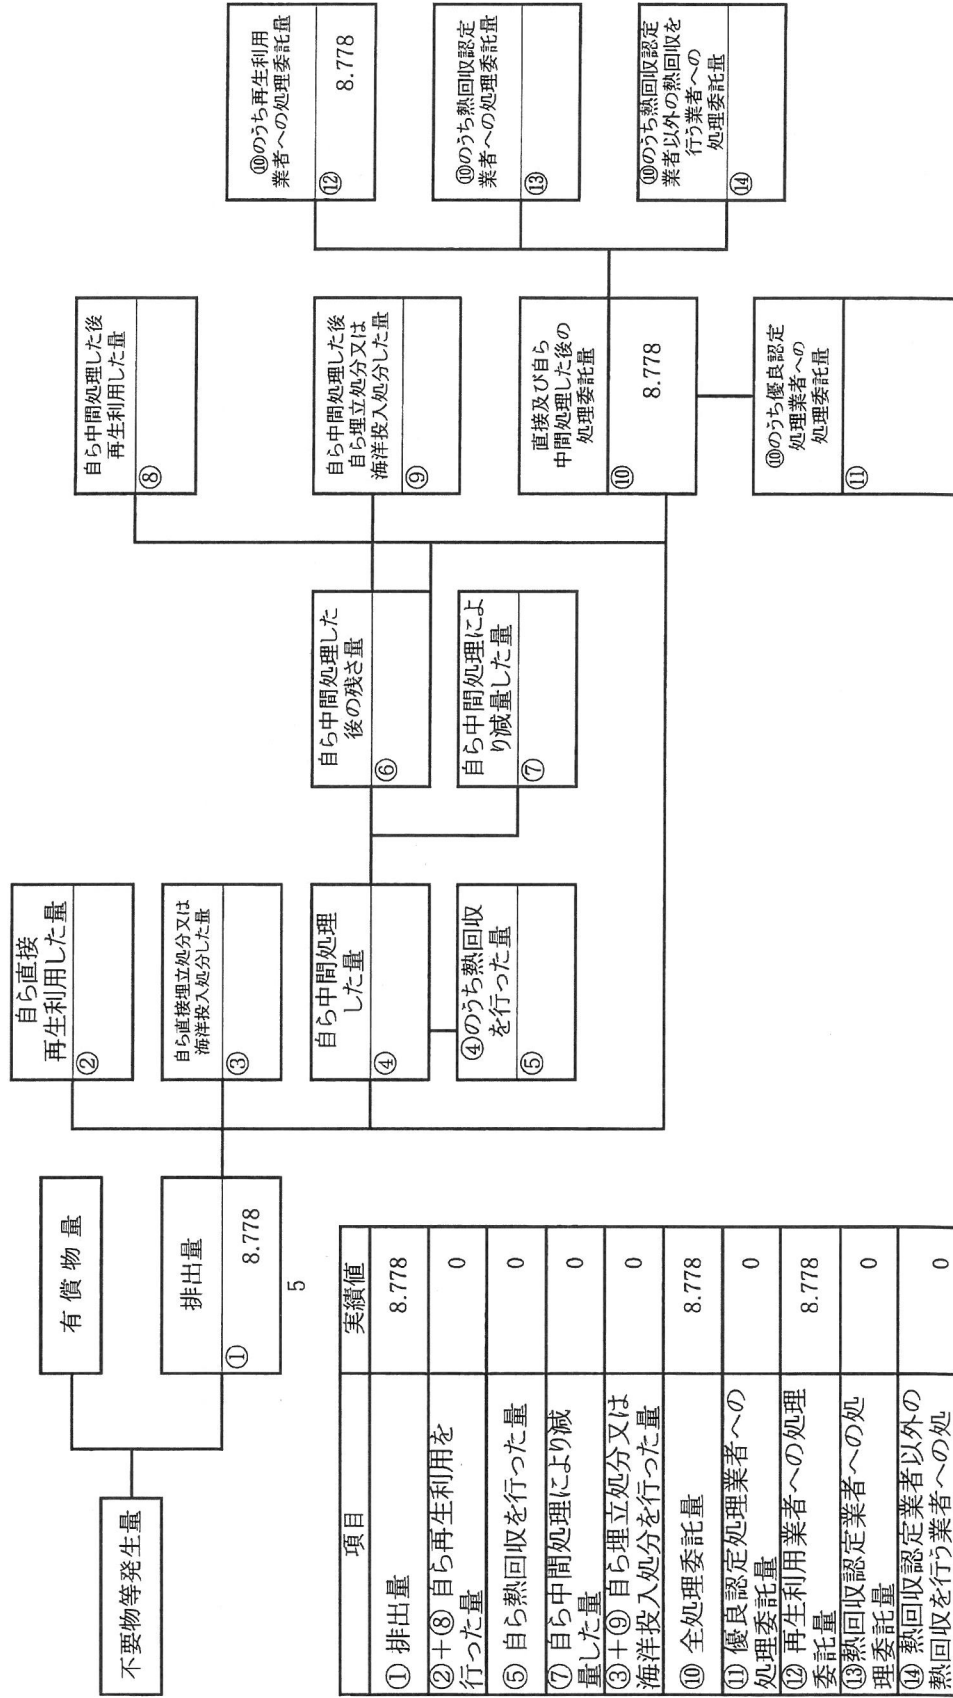 不要物等発生量
有償物量
排出量
① 8.778
5
自ら直接
再生利用した量
②
自ら直接埋立処分又は
海洋投入処分した量
③
自ら中間処理
した量
④
④のうち熱回収
を行った量
⑤
自ら中間処理した
後の残さ量
⑥
自ら中間処理によ
り減量した量
⑦
自ら中間処理した後
再生利用した量
⑧
自ら中間処理した後
自ら埋立処分又は
海洋投入処分した量
⑨
直接及び自ら
中間処理した後の
処理委託量
⑩ 8.778
⑩のうち優良認定
処理業者への
処理委託量
⑪
⑩のうち再生利用
業者への処理委託量
⑫ 8.778
⑩のうち熱回収認定
業者への処理委託量
⑬
⑩のうち熱回収認定
業者以外の熱回収を
行う業者への
処理委託量
⑭
項目 実績値
① 排出量 8.778
②+⑧ 自ら再生利用を
行った量 0
⑤ 自ら熱回収を行った量 0
⑦ 自ら中間処理により減
量した量 0
③+⑨ 自ら埋立処分又は
海洋投入処分を行った量 0
⑩ 全処理委託量 8.778
⑪ 優良認定処理業者への
処理委託量 0
⑫ 再生利用業者への処理
委託量 8.778
⑬熱回収認定業者への処
理委託量 0
⑭ 熱回収認定業者以外の
熱回収を行う業者への処 0